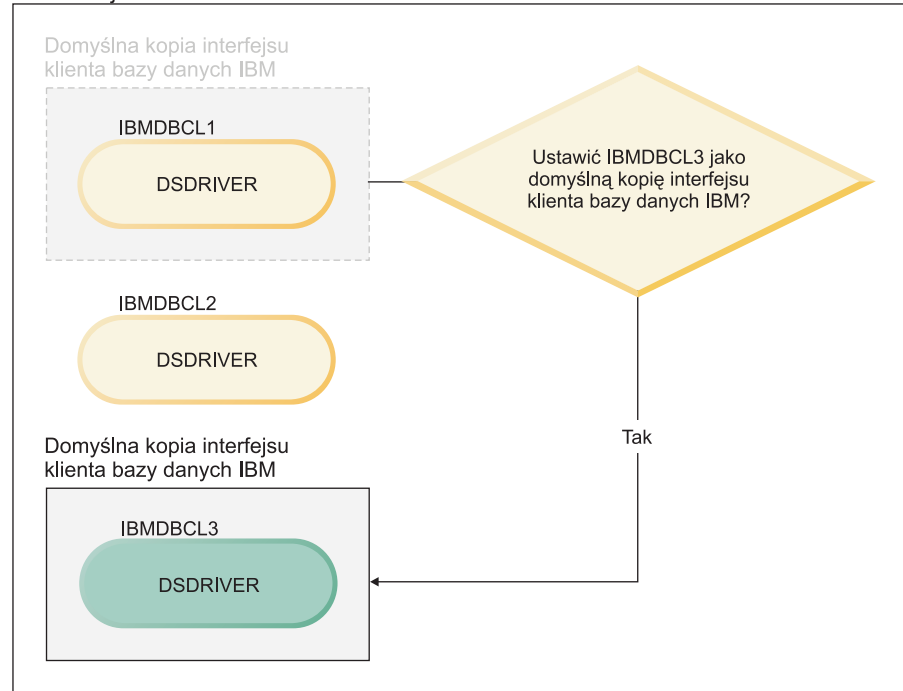 Domyślna kopia interfejsu
klienta bazy danych IBM
IBMDBCL1
DSDRIVER
Ustawić IBMDBCL3 jako
domyślną kopię interfejsu
klienta bazy danych IBM?
IBMDBCL2
DSDRIVER
Tak
Domyślna kopia interfejsu
klienta bazy danych IBM
IBMDBCL3
DSDRIVER